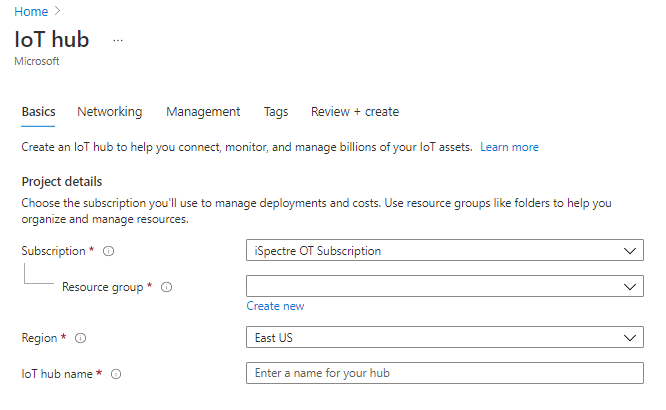 Home >
IoT hub ...
Microsoft
Basics Networking Management Tags Review + create
Create an IoT hub to help you connect, monitor, and manage billions of your IoT assets. Learn more
Project details
Choose the subscription you'll use to manage deployments and costs. Use resource groups like folders to help you
organize and manage resources.
Subscription * iSpectre OT Subscription
Resource group *
Create new
Region * East US
IoT hub name * Enter a name for your hub